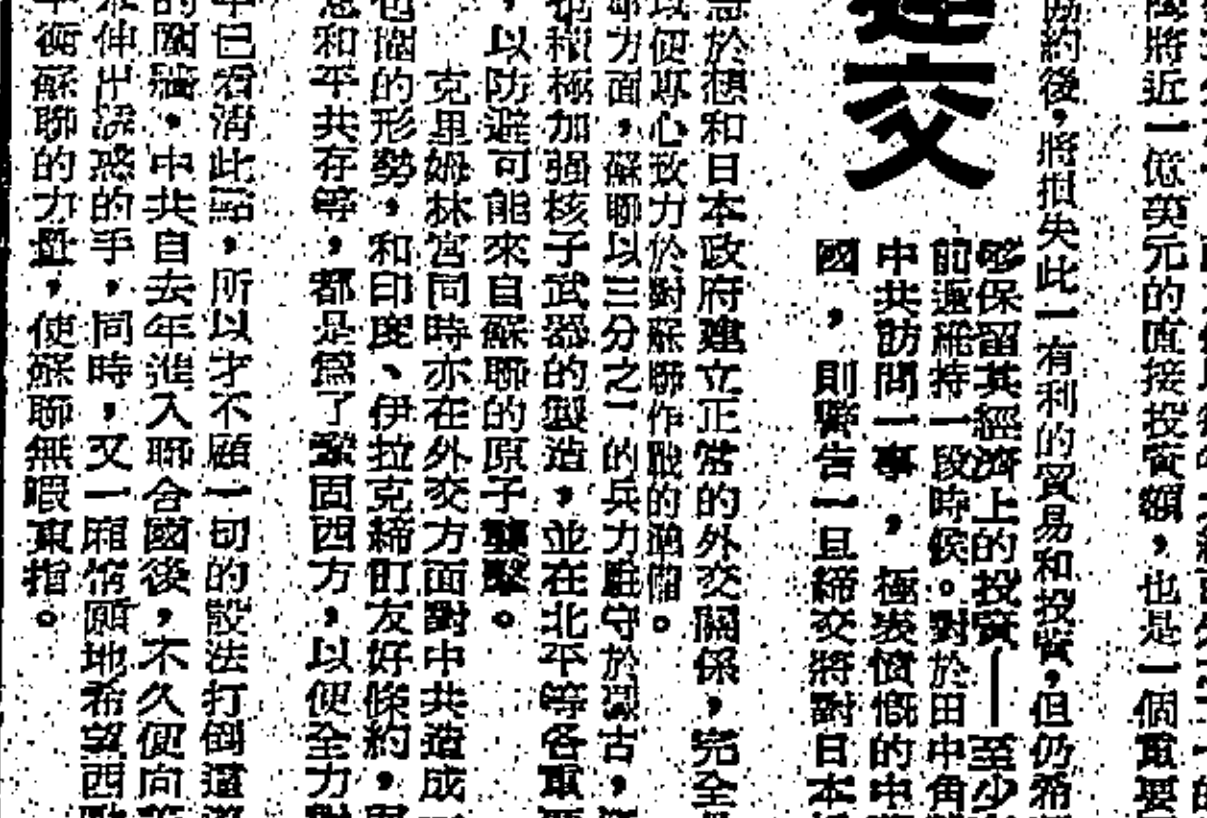 將近一億美元的直接投資額，也是一個重要
協約後，將損失此一有利的貿易和投資，但仍希
建交
够保留其經濟上的投資——至少
前還維持一段時候。對於田中角
中共訪問一事，極表憤慨的中
國，則警告一旦締交將對日本
急於想和日本政府建立正常的外交關係，完全
以便專心致力於對蘇聯作戰的準備。
部力面，蘇聯以三分之一的兵力駐守於蒙古，
也積極加强核子武器的製造，並在北平等各重要
，以防避可能來自蘇聯的原子襲擊。
克里姆林宮同時亦在外交方面對中共造成
包圍的形勢，和印度、伊拉克締訂友好條約，
和平共存等，都是爲了鞏固西方，以便全力對
早已看清此點，所以才不顧一切的設法打倒這
的關牆，中共自去年進入聯合國後，不久便向
伸出誘惑的手，同時，又一廂情願地希望西
平衡蘇聯的力量，使蘇聯無暇東指。